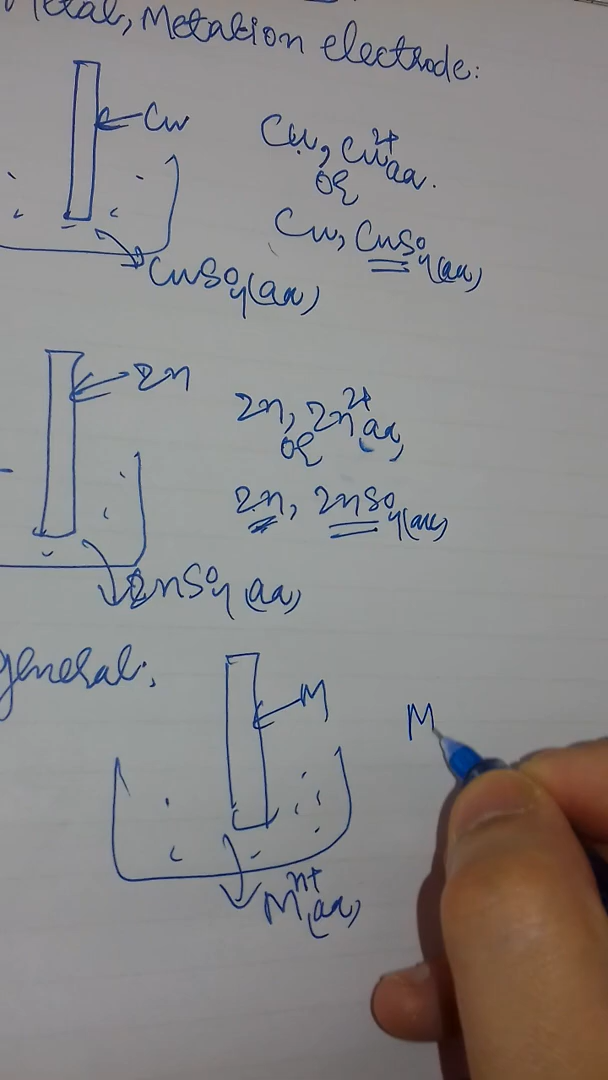 Metal, Metal ion electrode:
Cu
Cu, Cu²⁺aq.
OR
Cu, CuSO₄(aq)
CuSO₄(aq)
Zn
Zn, Zn²⁺(aq)
OR
Zn, ZnSO₄(aq)
ZnSO₄(aq)
general:
M
M
Mⁿ⁺(aq)